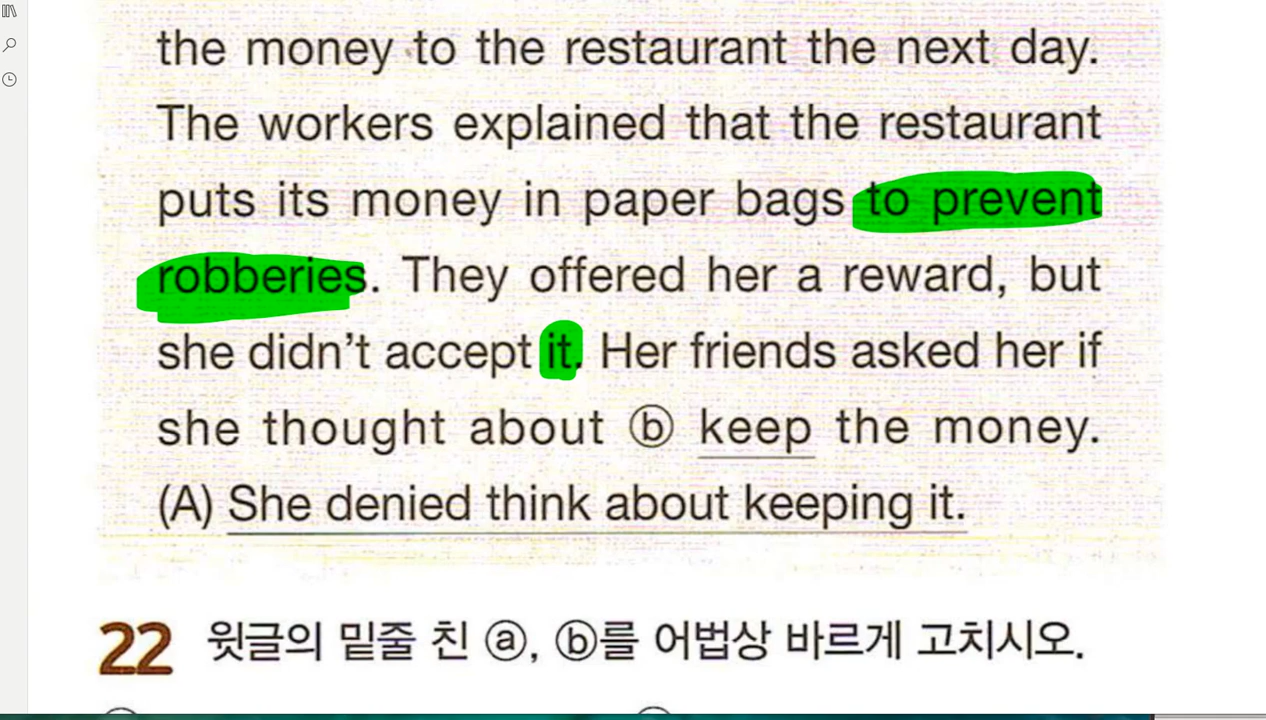 the money to the restaurant the next day.
The workers explained that the restaurant
puts its money in paper bags to prevent
robberies. They offered her a reward, but
she didn't accept it. Her friends asked her if
she thought about ⓑ keep the money.
(A) She denied think about keeping it.
22 윗글의 밑줄 친 ⓐ, ⓑ를 어법상 바르게 고치시오.